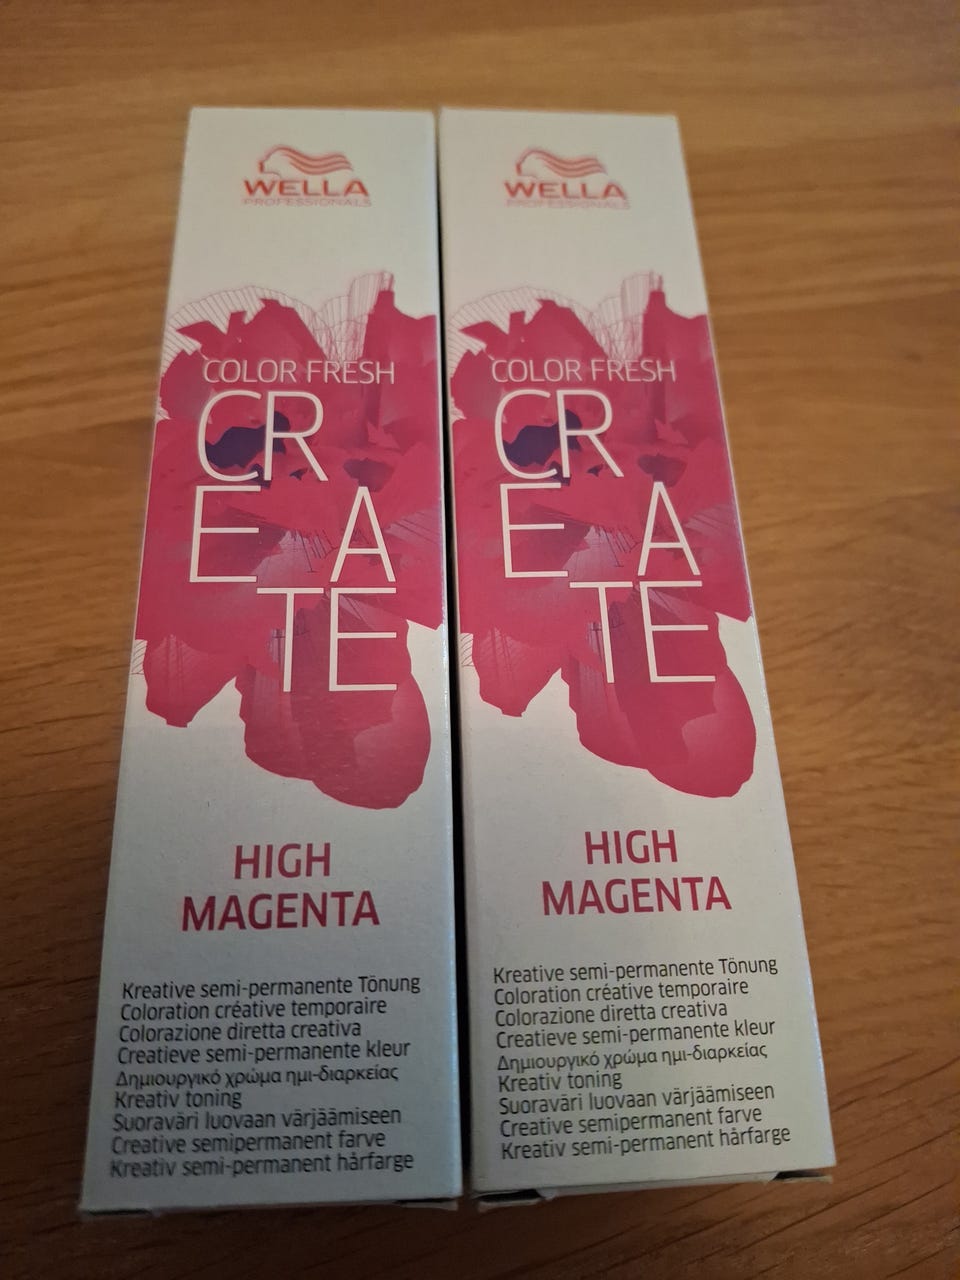 WELLA
PROFESSIONALS
COLOR FRESH
CR
E A
TE
HIGH
MAGENTA
Kreative semi-permanente Tönung
Coloration créative temporaire
Colorazione diretta creativa
Creatieve semi-permanente kleur
Δημιουργικό χρώμα ημι-διαρκείας
Kreativ toning
Suoraväri luovaan värjäämiseen
Creative semipermanent farve
Kreativ semi-permanent hårfarge
WELLA
PROFESSIONALS
COLOR FRESH
CR
E A
TE
HIGH
MAGENTA
Kreative semi-permanente Tönung
Coloration créative temporaire
Colorazione diretta creativa
Creatieve semi-permanente kleur
Δημιουργικό χρώμα ημι-διαρκείας
Kreativ toning
Suoraväri luovaan värjäämiseen
Creative semipermanent farve
Kreativ semi-permanent hårfarge